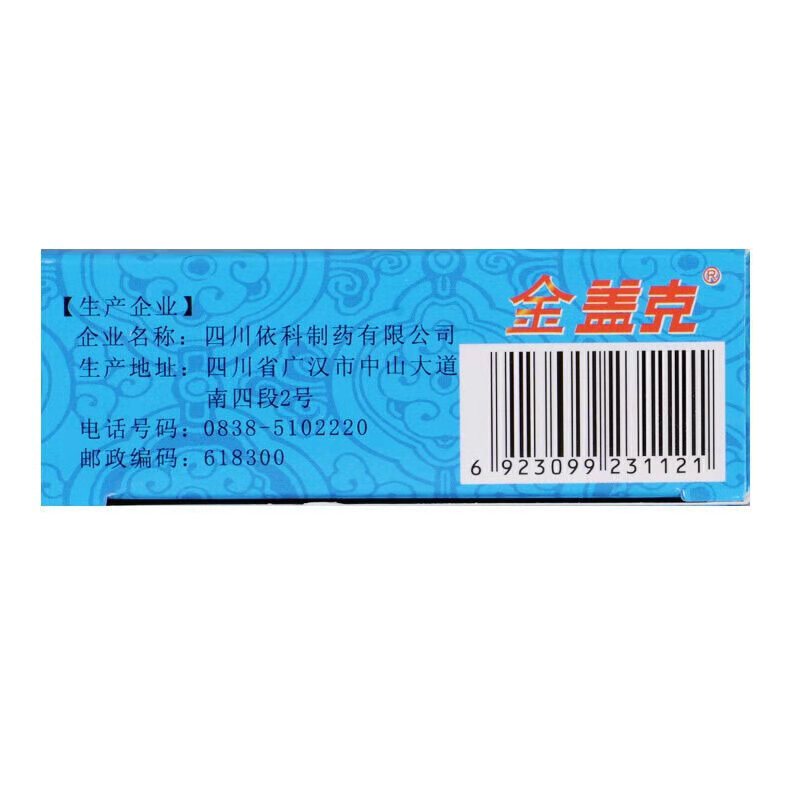 【生产企业】
企业名称：四川依科制药有限公司
生产地址：四川省广汉市中山大道
南四段2号
电话号码：0838-5102220
邮政编码：618300
金盖克®
6 923099 231121